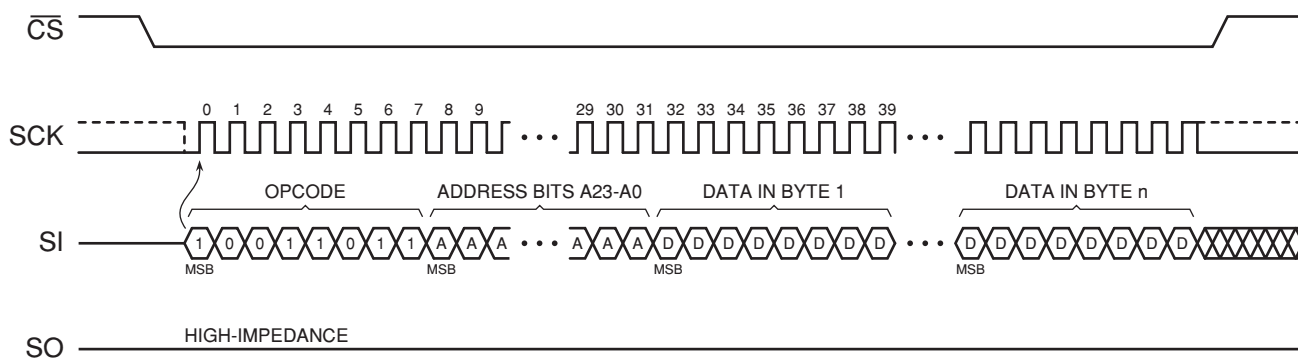 CS
0 1 2 3 4 5 6 7 8 9 29 30 31 32 33 34 35 36 37 38 39
SCK
OPCODE ADDRESS BITS A23-A0 DATA IN BYTE 1 DATA IN BYTE n
SI 1 0 0 1 1 0 1 1 A A A A A A D D D D D D D D D D D D D D D D
MSB MSB MSB MSB
HIGH-IMPEDANCE
SO